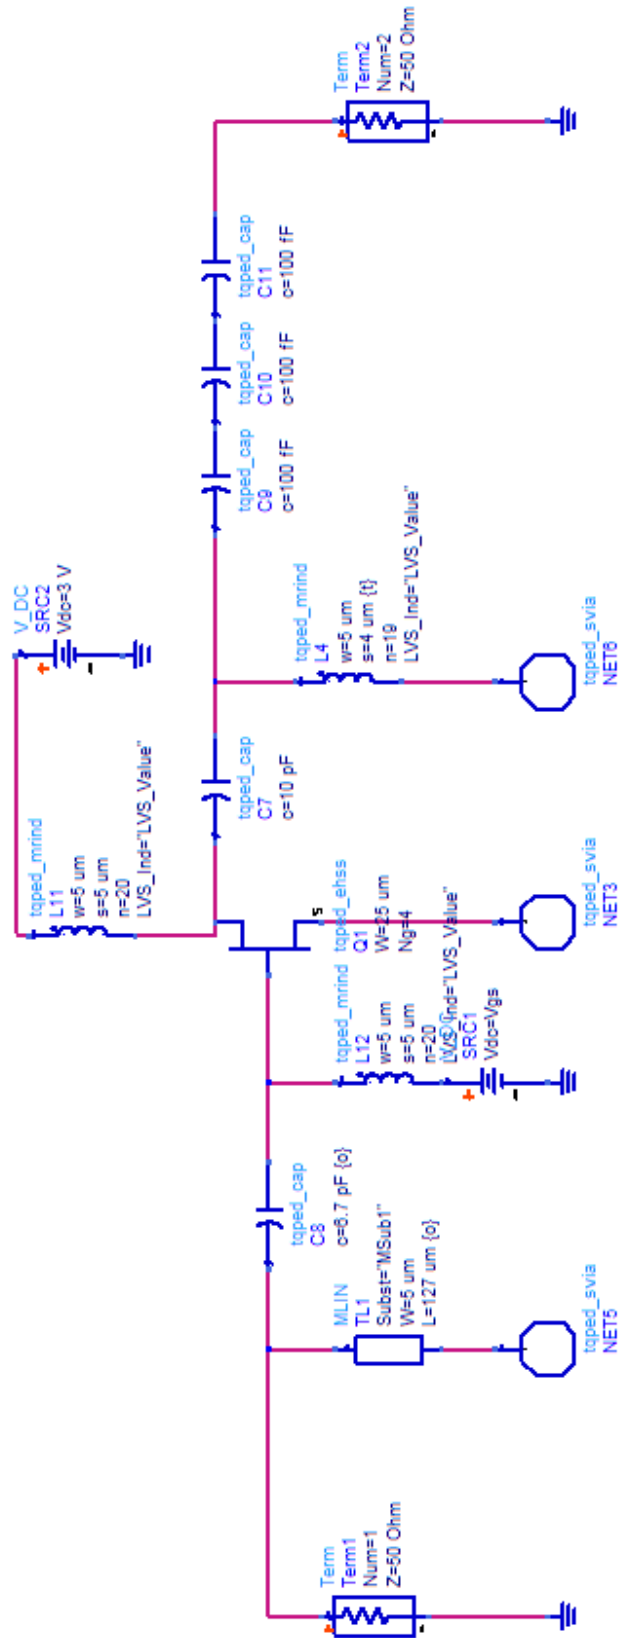 Term
Term1
Num=1
Z=50 Ohm
+
-
MLIN
TL1
Subst="MSub1"
W=5 um
L=127 um {o}
tqped_svia
NET5
tqped_cap
C8
c=6.7 pF {o}
tqped_mrind
L12
w=5 um
s=5 um
n=20
LVS_Ind="LVS_Value"
V_DC
SRC1
Vdc=Vgs
+
-
tqped_ehss
Q1
W=25 um
Ng=4
s
tqped_svia
NET3
tqped_mrind
L11
w=5 um
s=5 um
n=20
LVS_Ind="LVS_Value"
V_DC
SRC2
Vdc=3 V
+
-
tqped_cap
C7
c=10 pF
tqped_mrind
L4
w=5 um
s=4 um {t}
n=19
LVS_Ind="LVS_Value"
tqped_svia
NET6
tqped_cap
C9
c=100 fF
tqped_cap
C10
c=100 fF
tqped_cap
C11
c=100 fF
Term
Term2
Num=2
Z=50 Ohm
+
-